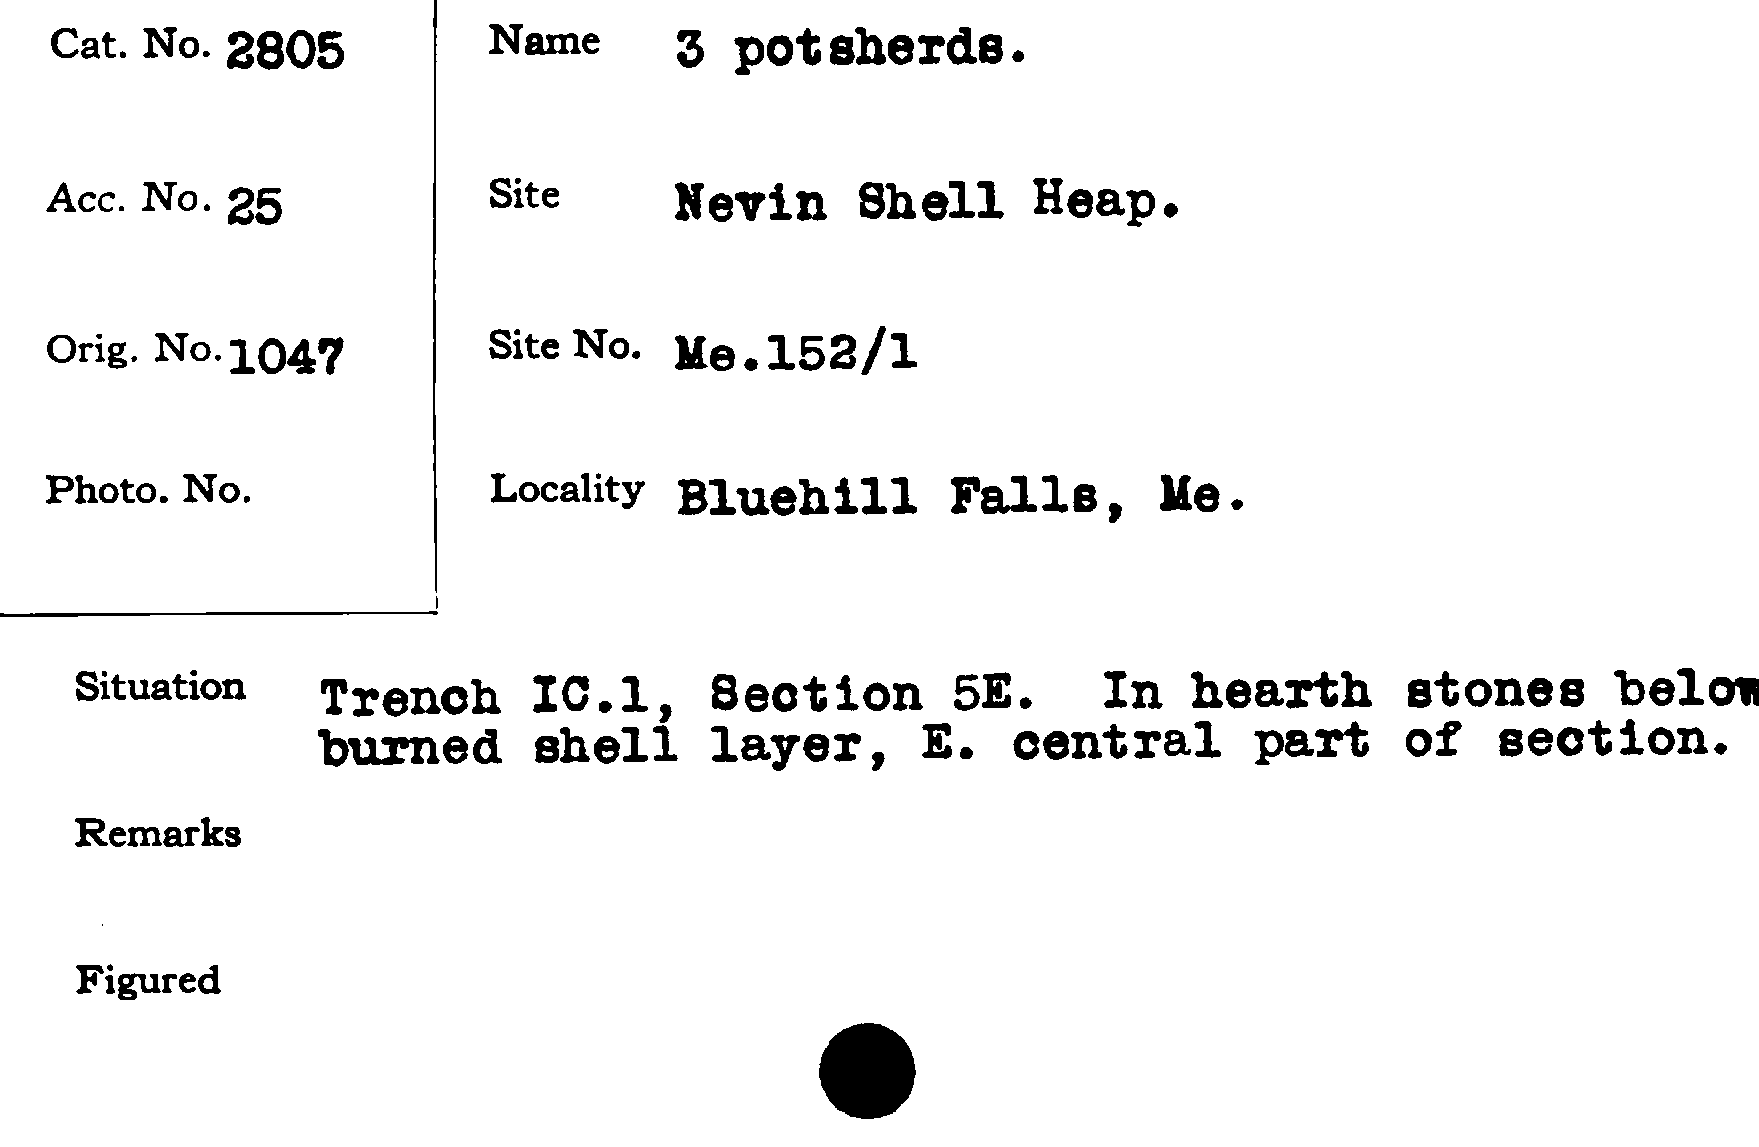 Cat. No. 2805
Name 3 potsherds.
Acc. No. 25
Site Nevin Shell Heap.
Orig. No. 1047
Site No. Me.152/1
Photo. No.
Locality Bluehill Falls, Me.
Situation Trench IC.1, Section 5E. In hearth stones below
burned shell layer, E. central part of section.
Remarks
Figured